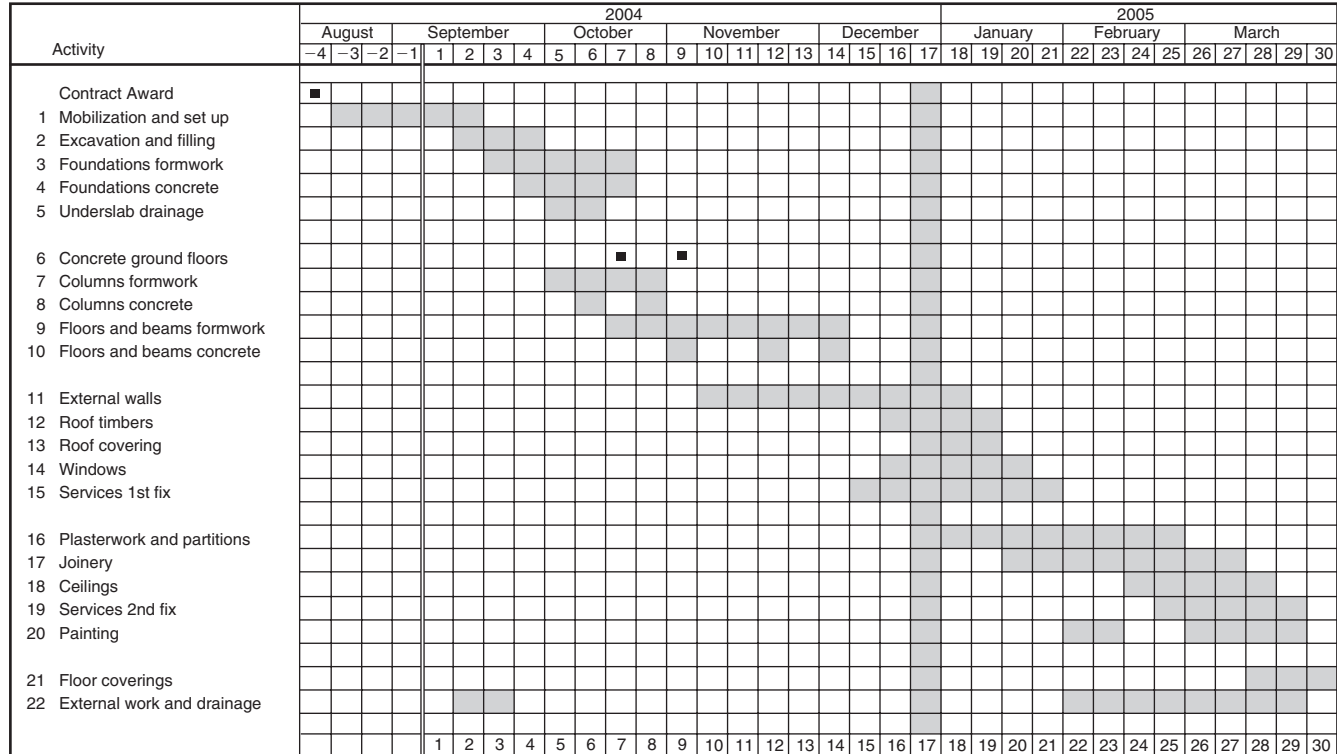 2004 2005
August September October November December January February March
Activity
−4 −3 −2 −1 1 2 3 4 5 6 7 8 9 10 11 12 13 14 15 16 17 18 19 20 21 22 23 24 25 26 27 28 29 30
Contract Award
1 Mobilization and set up
2 Excavation and filling
3 Foundations formwork
4 Foundations concrete
5 Underslab drainage
6 Concrete ground floors
7 Columns formwork
8 Columns concrete
9 Floors and beams formwork
10 Floors and beams concrete
11 External walls
12 Roof timbers
13 Roof covering
14 Windows
15 Services 1st fix
16 Plasterwork and partitions
17 Joinery
18 Ceilings
19 Services 2nd fix
20 Painting
21 Floor coverings
22 External work and drainage
1 2 3 4 5 6 7 8 9 10 11 12 13 14 15 16 17 18 19 20 21 22 23 24 25 26 27 28 29 30